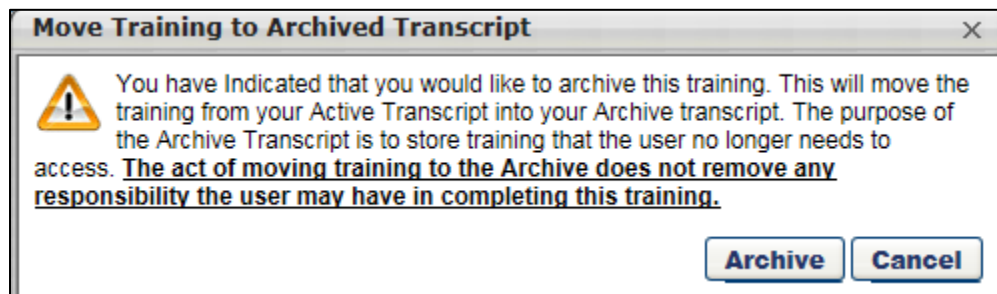 Move Training to Archived Transcript
You have Indicated that you would like to archive this training. This will move the
training from your Active Transcript into your Archive transcript. The purpose of
the Archive Transcript is to store training that the user no longer needs to
access. The act of moving training to the Archive does not remove any
responsibility the user may have in completing this training.
Archive Cancel